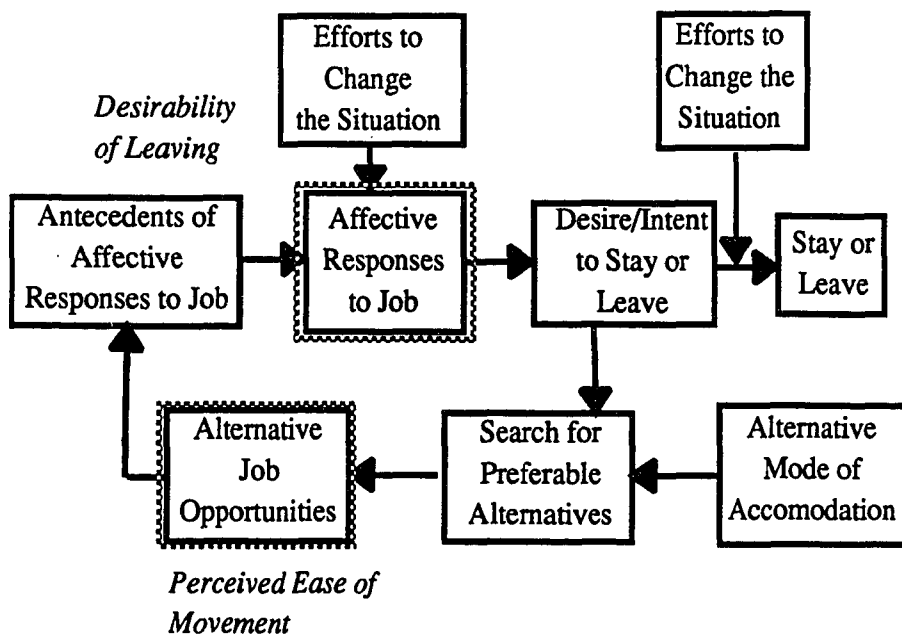 Efforts to
Change
the Situation
Efforts to
Change the
Situation
Desirability
of Leaving
Antecedents of
Affective
Responses to Job
Affective
Responses
to Job
Desire/Intent
to Stay or
Leave
Stay or
Leave
Alternative
Job
Opportunities
Search for
Preferable
Alternatives
Alternative
Mode of
Accomodation
Perceived Ease of
Movement